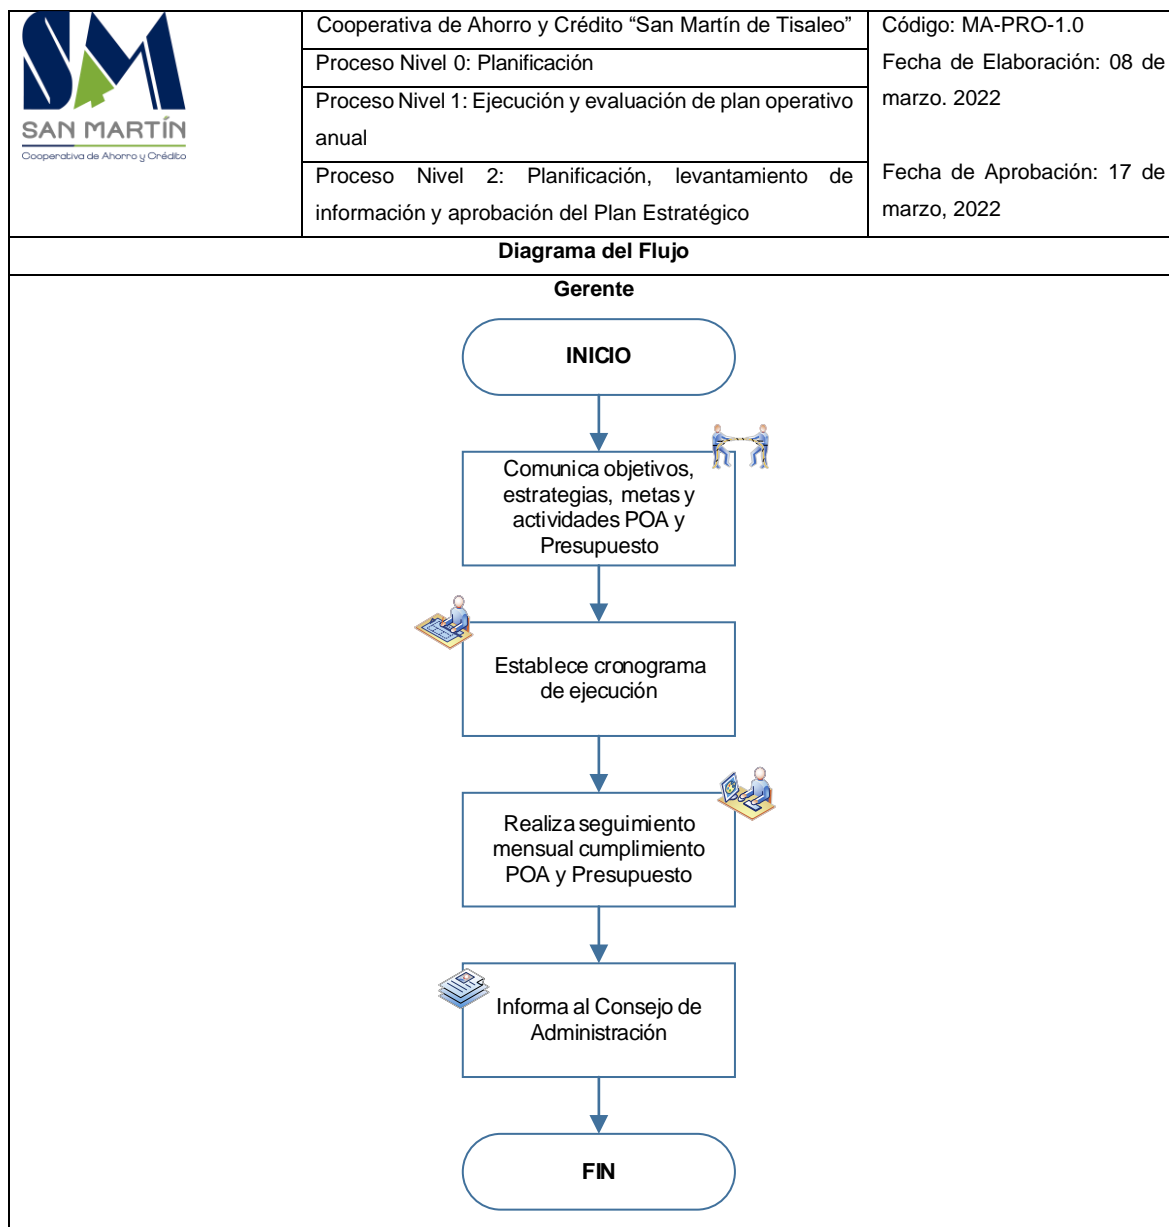 SM
SAN MARTÍN
Cooperativa de Ahorro y Crédito
Cooperativa de Ahorro y Crédito “San Martín de Tisaleo”
Proceso Nivel 0: Planificación
Proceso Nivel 1: Ejecución y evaluación de plan operativo
anual
Proceso Nivel 2: Planificación, levantamiento de
información y aprobación del Plan Estratégico
Código: MA-PRO-1.0
Fecha de Elaboración: 08 de
marzo. 2022
Fecha de Aprobación: 17 de
marzo, 2022
Diagrama del Flujo
Gerente
INICIO
Comunica objetivos,
estrategias, metas y
actividades POA y
Presupuesto
Establece cronograma
de ejecución
Realiza seguimiento
mensual cumplimiento
POA y Presupuesto
Informa al Consejo de
Administración
FIN